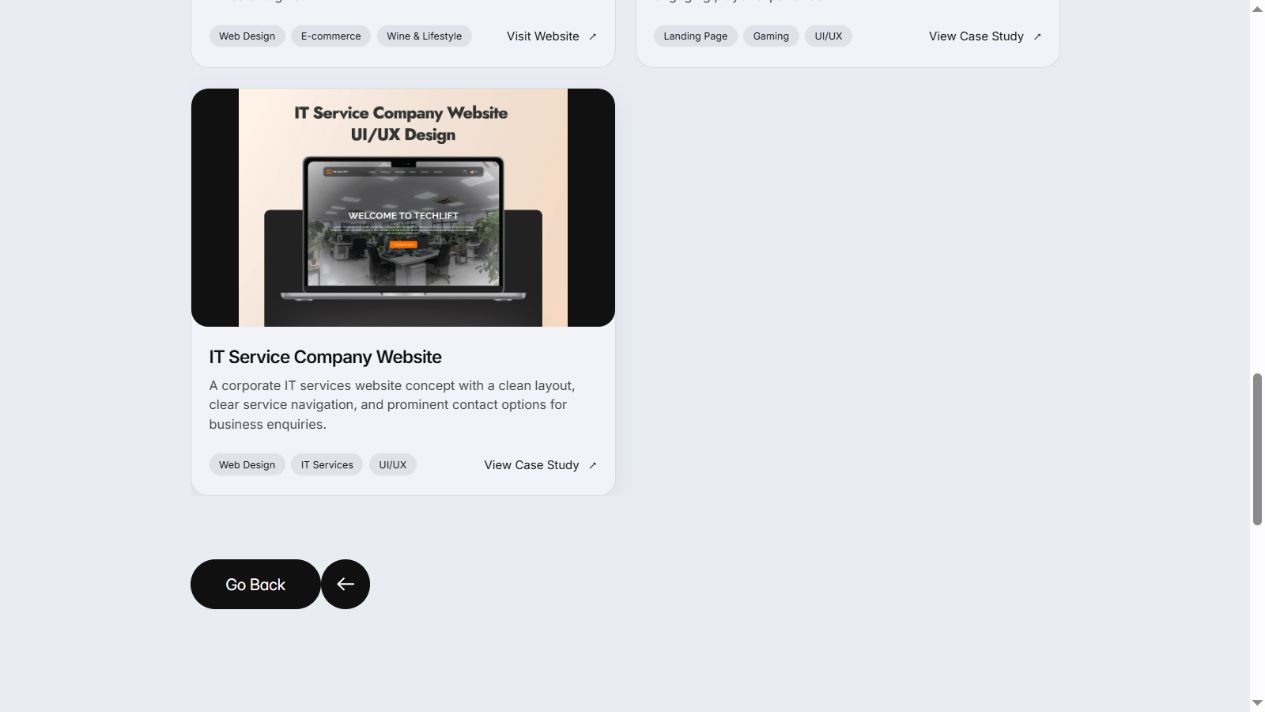 Web Design
E-commerce
Wine & Lifestyle
Visit Website ↗
Landing Page
Gaming
UI/UX
View Case Study ↗
IT Service Company Website
UI/UX Design
WELCOME TO TECHLIFT
IT Service Company Website
A corporate IT services website concept with a clean layout,
clear service navigation, and prominent contact options for
business enquiries.
Web Design
IT Services
UI/UX
View Case Study ↗
Go Back